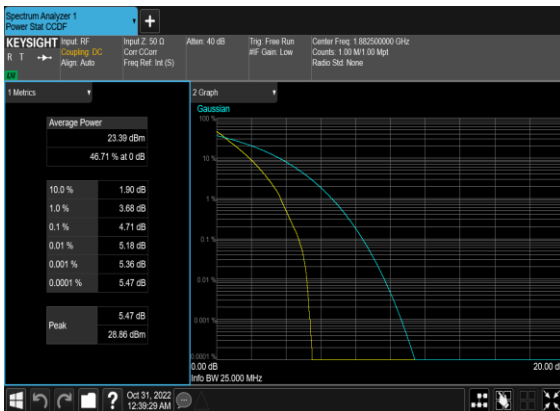 Spectrum Analyzer 1
Power Stat CCDF
KEYSIGHT
R T
LV
Input: RF
Coupling: DC
Align: Auto
Input Z: 50 Ω
Corr CCorr
Freq Ref: Int (S)
Atten: 40 dB
Trig: Free Run
#IF Gain: Low
Center Freq: 1.882500000 GHz
Counts: 1.00 M/1.00 Mpt
Radio Std: None
1 Metrics
Average Power
23.39 dBm
46.71 % at 0 dB
10.0 % 1.90 dB
1.0 % 3.68 dB
0.1 % 4.71 dB
0.01 % 5.18 dB
0.001 % 5.36 dB
0.0001 % 5.47 dB
Peak
5.47 dB
28.86 dBm
2 Graph
Gaussian
100 %
10 %
1 %
0.1 %
0.01 %
0.001 %
0.0001 %
0.00 dB
20.00 d
Info BW 25.000 MHz
?
Oct 31, 2022
12:39:29 AM